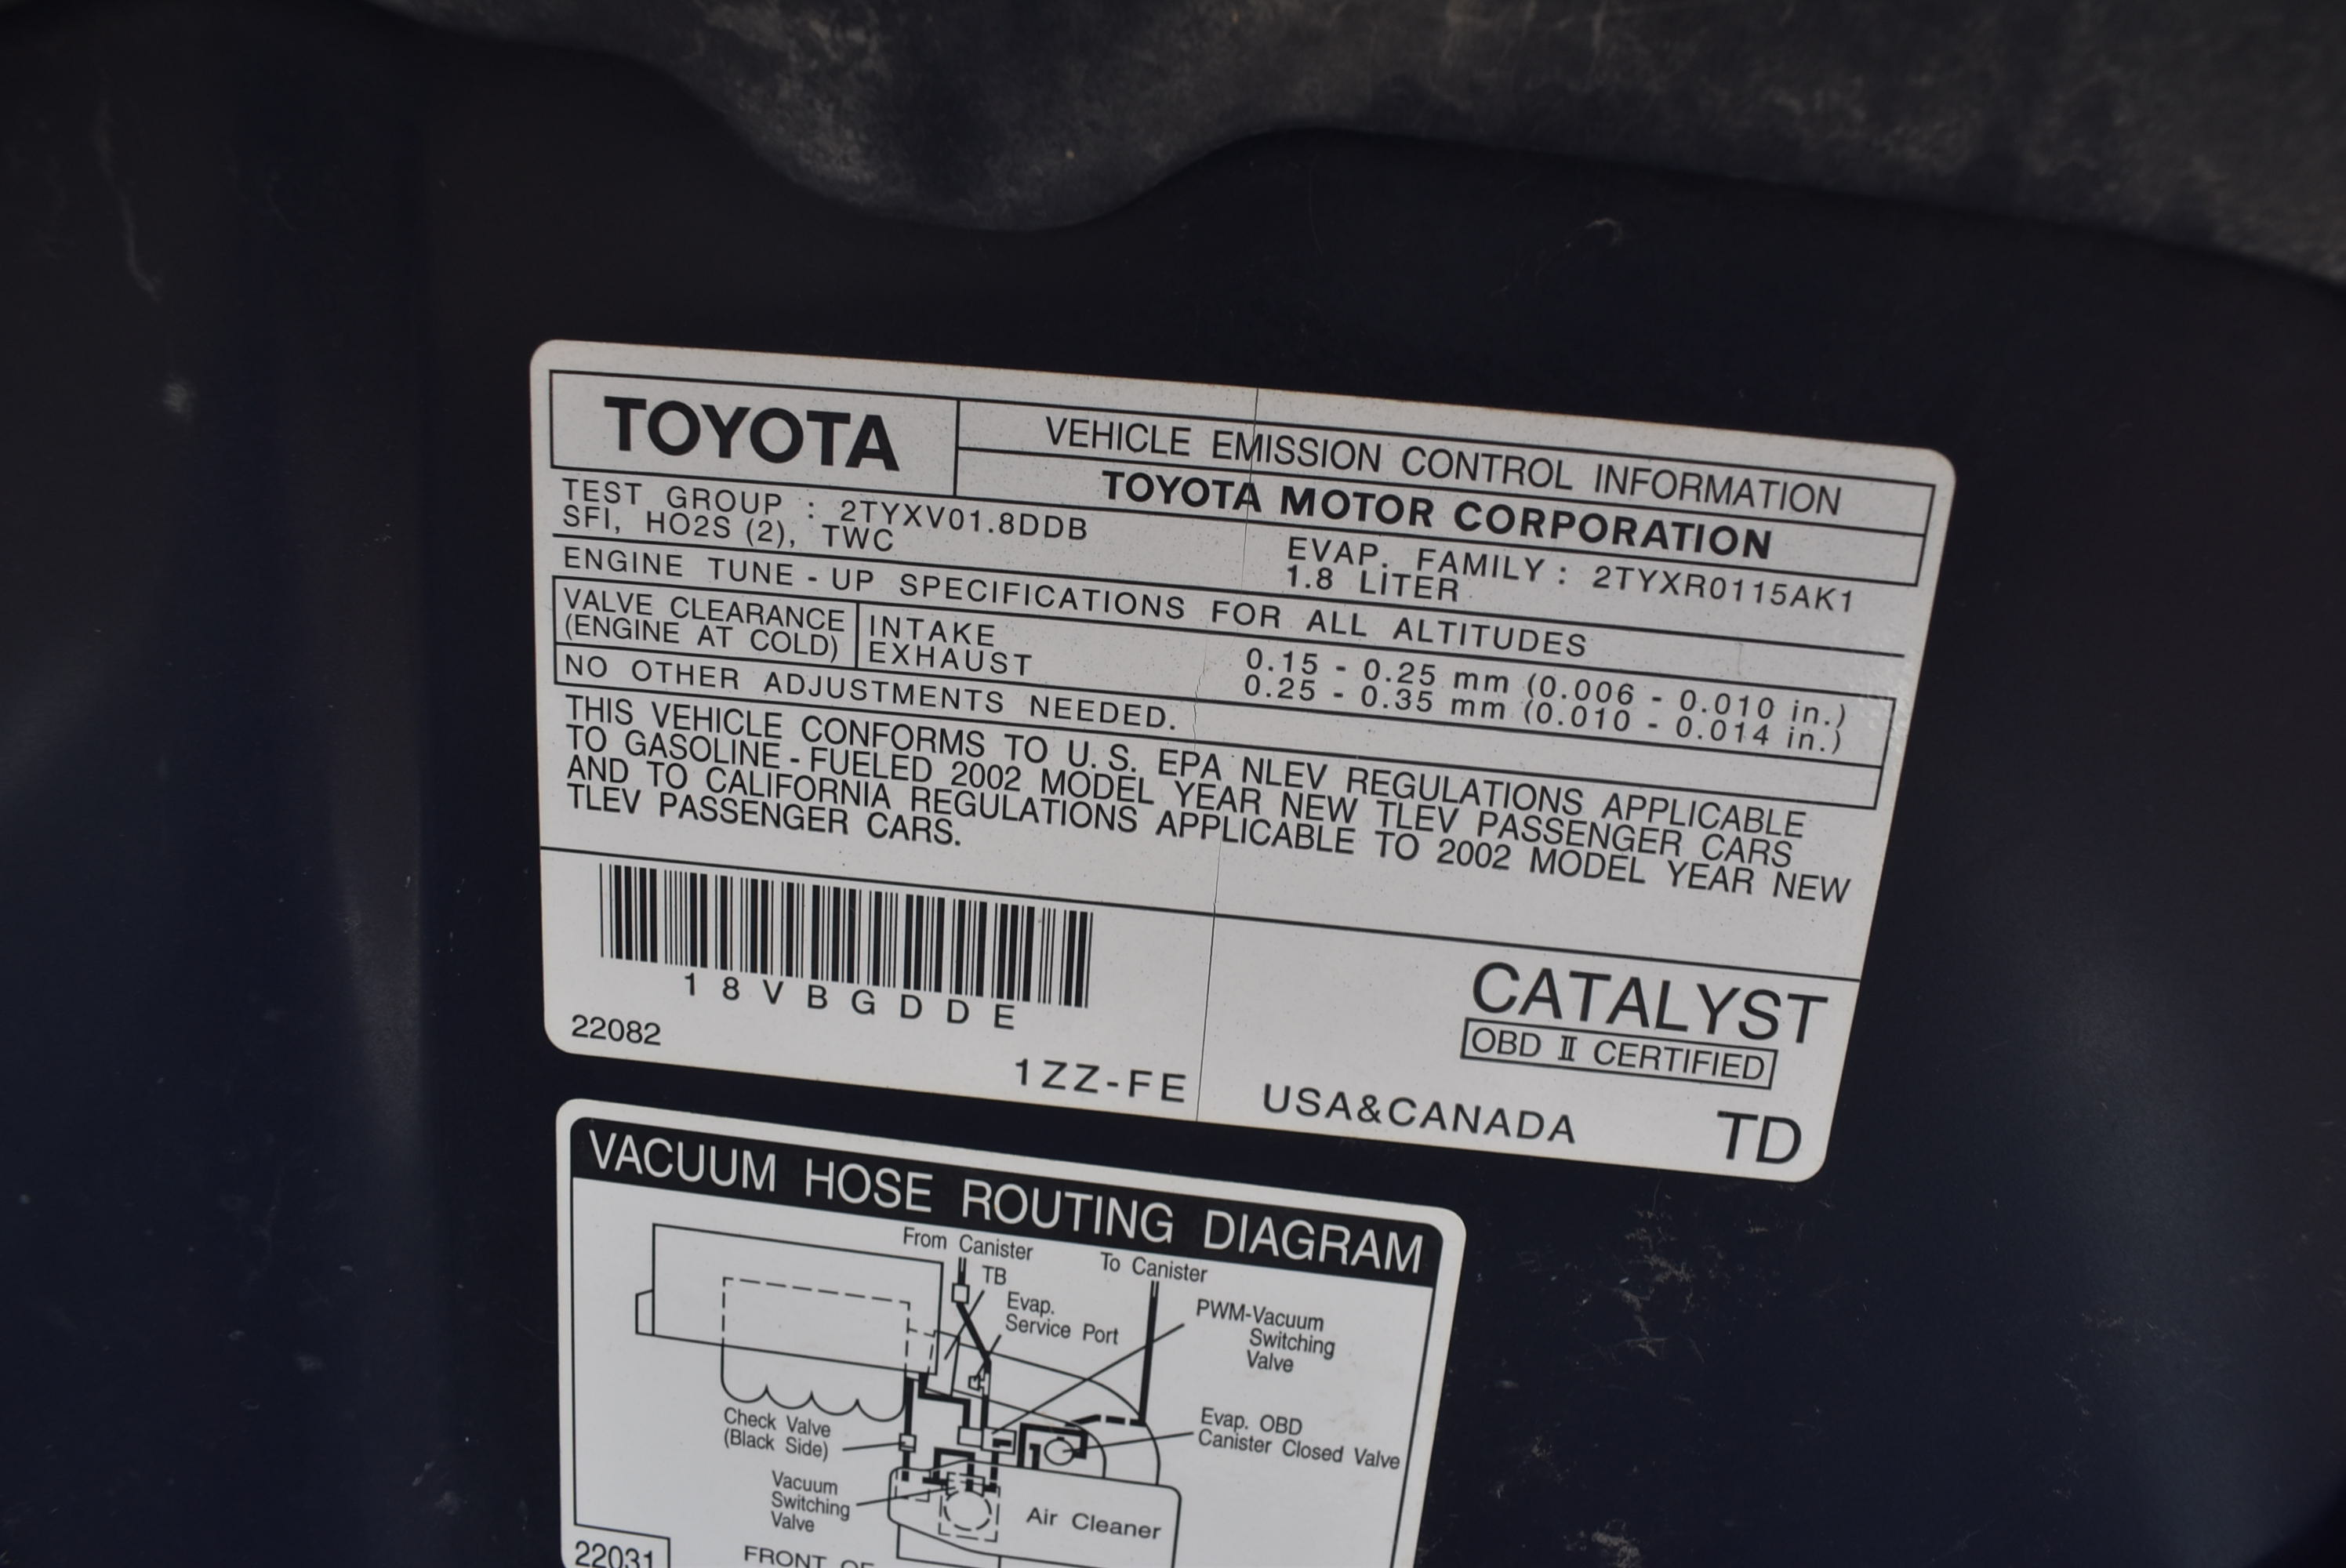 TOYOTA
VEHICLE EMISSION CONTROL INFORMATION
TOYOTA MOTOR CORPORATION
TEST GROUP : 2TYXV01.8DDB
SFI, HO2S (2), TWC
EVAP. FAMILY : 2TYXR0115AK1
1.8 LITER
ENGINE TUNE-UP SPECIFICATIONS FOR ALL ALTITUDES
VALVE CLEARANCE
(ENGINE AT COLD)
INTAKE 0.15 - 0.25 mm (0.006 - 0.010 in.)
EXHAUST 0.25 - 0.35 mm (0.010 - 0.014 in.)
NO OTHER ADJUSTMENTS NEEDED.
THIS VEHICLE CONFORMS TO U.S. EPA NLEV REGULATIONS APPLICABLE
TO GASOLINE-FUELED 2002 MODEL YEAR NEW TLEV PASSENGER CARS
AND TO CALIFORNIA REGULATIONS APPLICABLE TO 2002 MODEL YEAR NEW
TLEV PASSENGER CARS.
18VBGDDE
22082
CATALYST
OBD II CERTIFIED
1ZZ-FE
USA&CANADA
TD
VACUUM HOSE ROUTING DIAGRAM
From Canister
To Canister
TB
Evap.
Service Port
PWM-Vacuum
Switching
Valve
Check Valve
(Black Side)
Evap. OBD
Canister Closed Valve
Vacuum
Switching
Valve
Air Cleaner
22031
FRONT OF